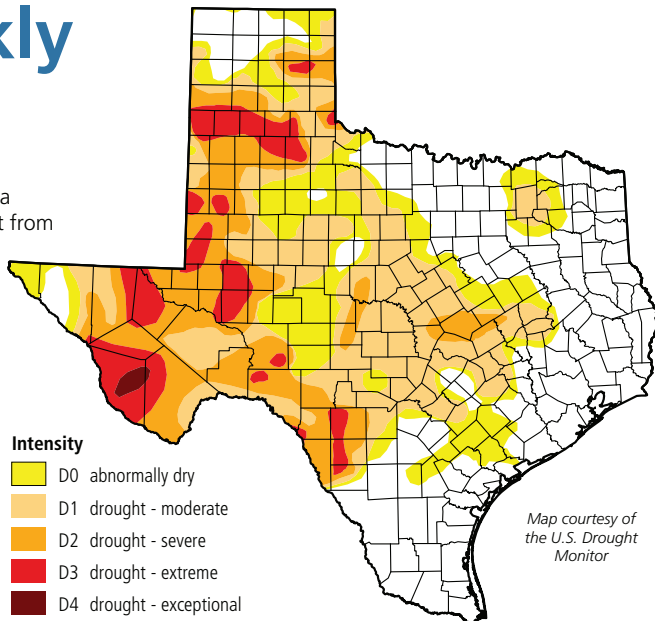 kly
a
t from
Intensity
D0 abnormally dry
D1 drought - moderate
D2 drought - severe
D3 drought - extreme
D4 drought - exceptional
Map courtesy of
the U.S. Drought
Monitor